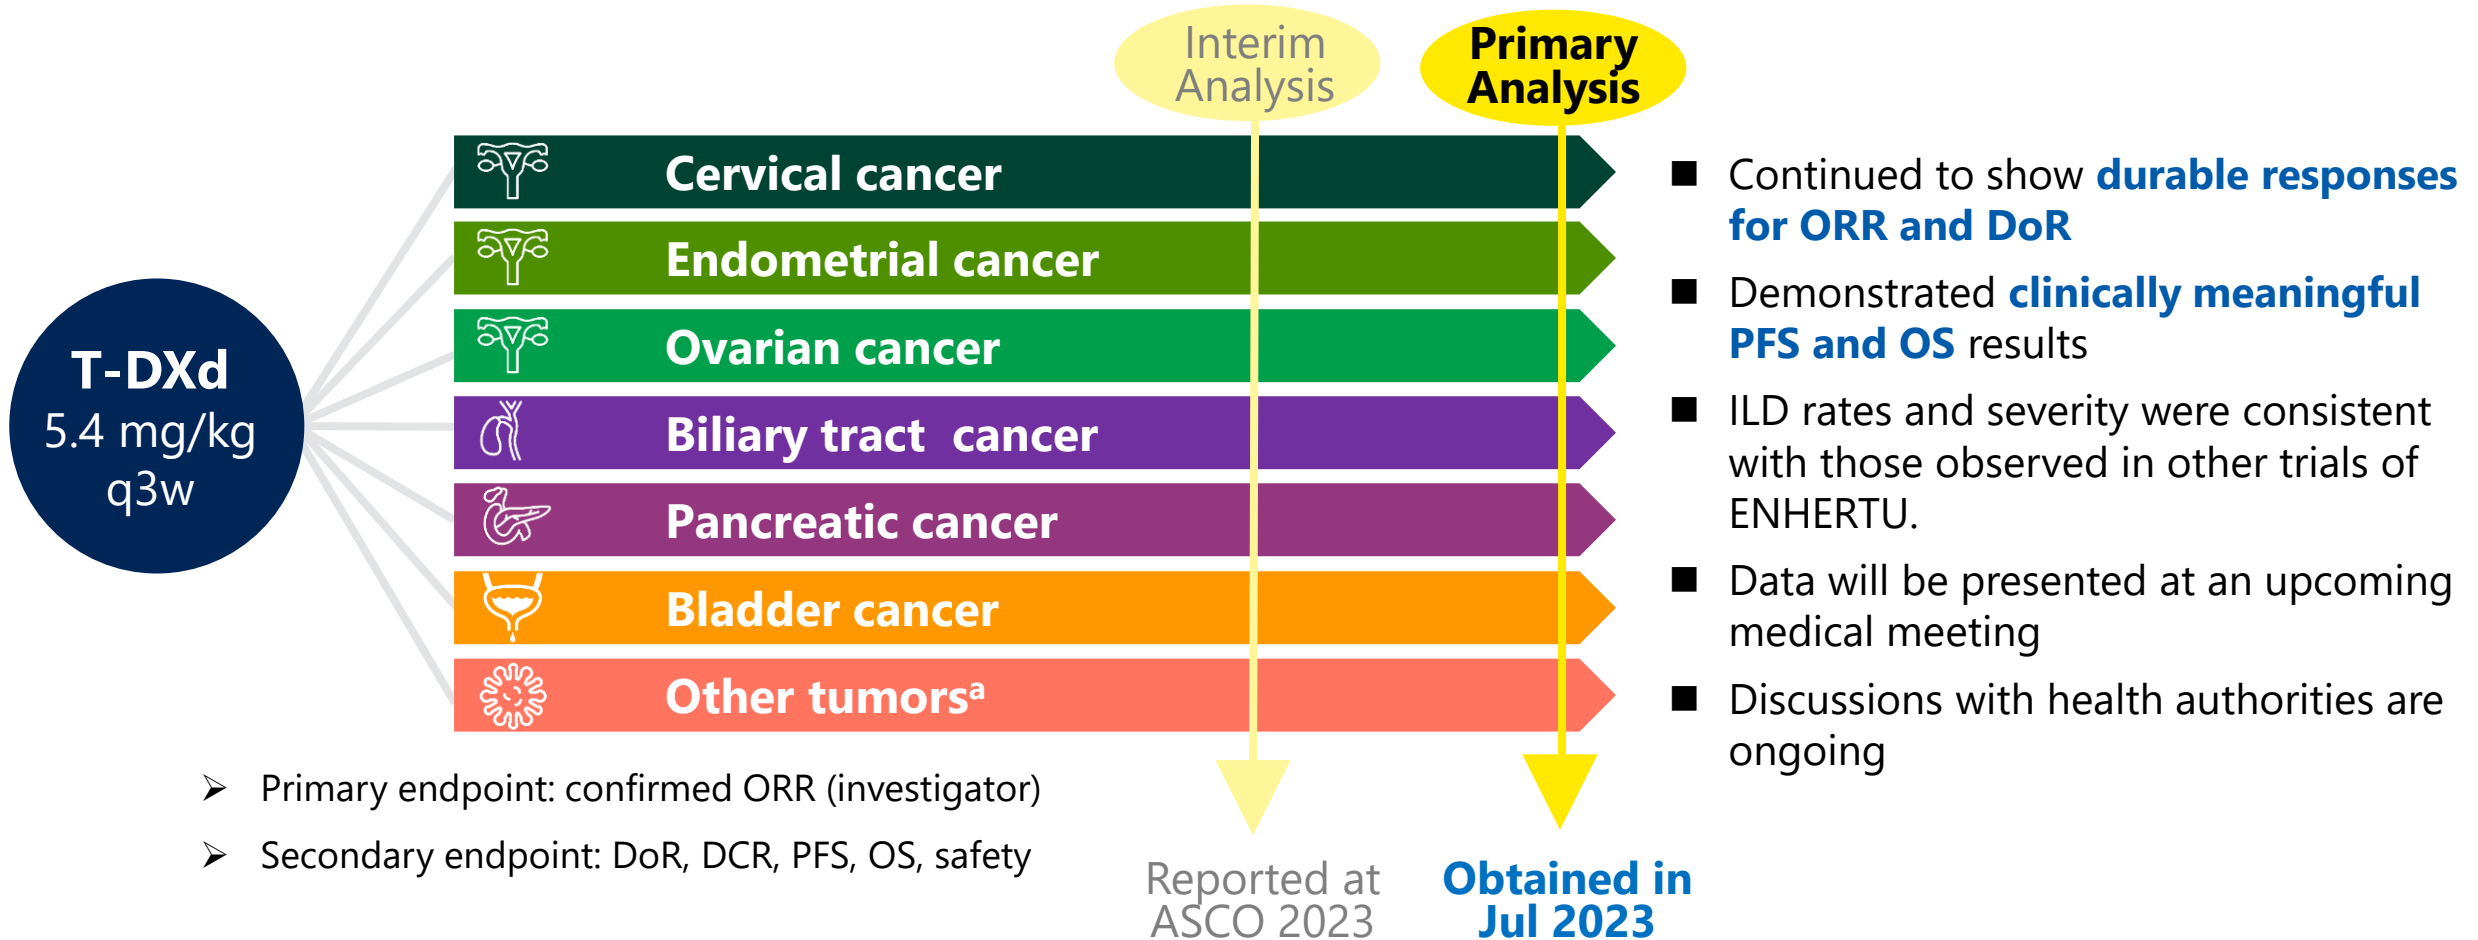 Interim
Analysis
Primary
Analysis
T-DXd
5.4 mg/kg
q3w
Cervical cancer
Endometrial cancer
Ovarian cancer
Biliary tract  cancer
Pancreatic cancer
Bladder cancer
Other tumorsᵃ
■ Continued to show durable responses
for ORR and DoR
■ Demonstrated clinically meaningful
PFS and OS results
■ ILD rates and severity were consistent
with those observed in other trials of
ENHERTU.
■ Data will be presented at an upcoming
medical meeting
■ Discussions with health authorities are
ongoing
➢ Primary endpoint: confirmed ORR (investigator)
➢ Secondary endpoint: DoR, DCR, PFS, OS, safety
Reported at
ASCO 2023
Obtained in
Jul 2023